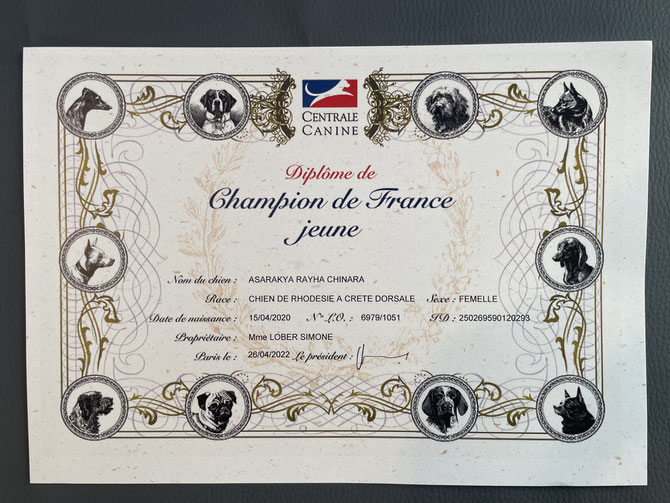 CENTRALE
CANINE
Diplôme de
Champion de France
jeune
Nom du chien : ASARAKYA RAYHA CHINARA
Race : CHIEN DE RHODESIE A CRETE DORSALE Sexe : FEMELLE
Date de naissance : 15/04/2020 N° L.O. : 6979/1051 ID : 250269590120293
Propriétaire : Mme LOBER SIMONE
Paris le : 26/04/2022 Le président :